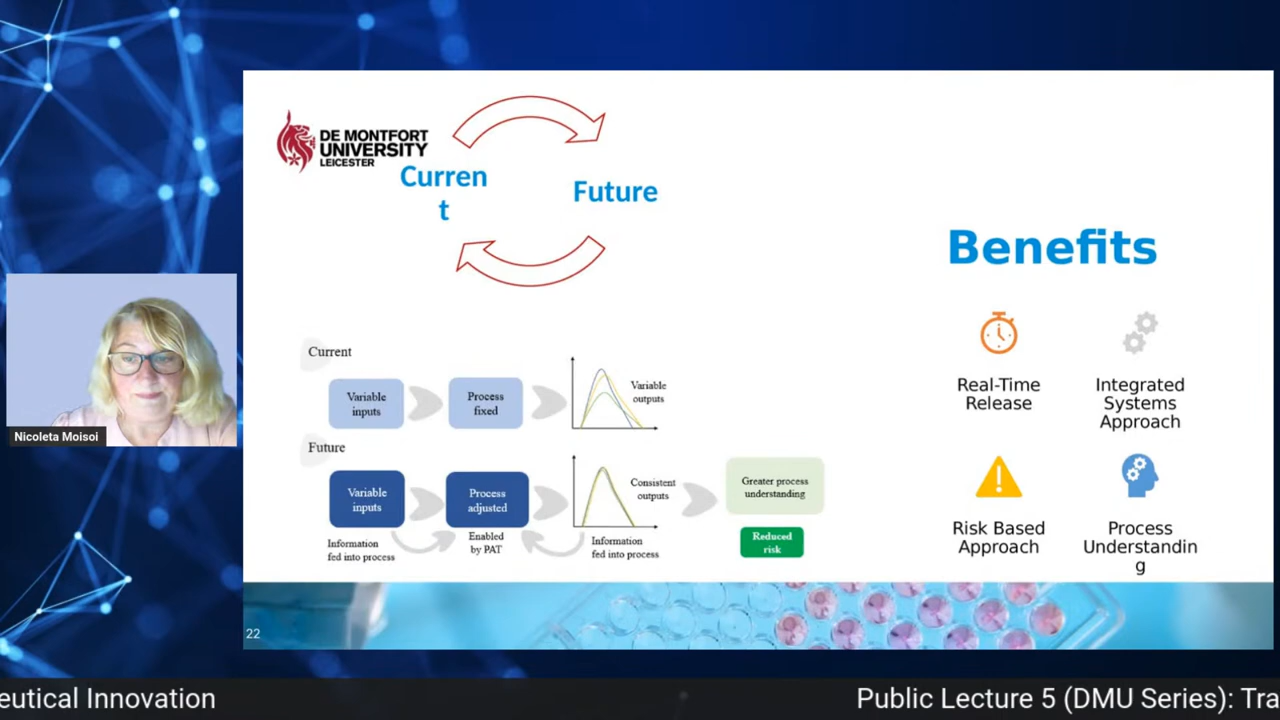 DE MONTFORT
UNIVERSITY
LEICESTER
Curren
t
Future
Benefits
Real-Time
Release
Integrated
Systems
Approach
Risk Based
Approach
Process
Understandin
g
Current
Variable
inputs
Process
fixed
Variable
outputs
Future
Variable
inputs
Process
adjusted
Consistent
outputs
Greater process
understanding
Information
fed into process
Enabled
by PAT
Information
fed into process
Reduced
risk
Nicoleta Moisoi
22
eutical Innovation
Public Lecture 5 (DMU Series): Tra